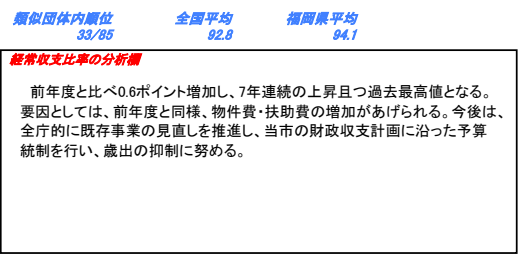 類似団体内順位 全国平均 福岡県平均
33/85 92.8 94.1
経常収支比率の分析欄
前年度と比べ0.6ポイント増加し、7年連続の上昇且つ過去最高値となる。
要因としては、前年度と同様、物件費・扶助費の増加があげられる。今後は、
全庁的に既存事業の見直しを推進し、当市の財政収支計画に沿った予算
統制を行い、歳出の抑制に努める。